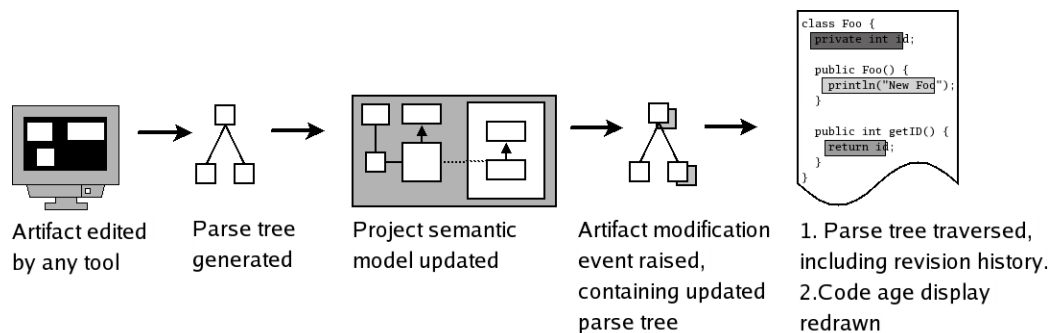 class Foo {
private int id;
public Foo() {
println("New Foo");
}
public int getID() {
return id;
}
}
Artifact edited
by any tool
Parse tree
generated
Project semantic
model updated
Artifact modification
event raised,
containing updated
parse tree
1. Parse tree traversed,
including revision history.
2.Code age display
redrawn